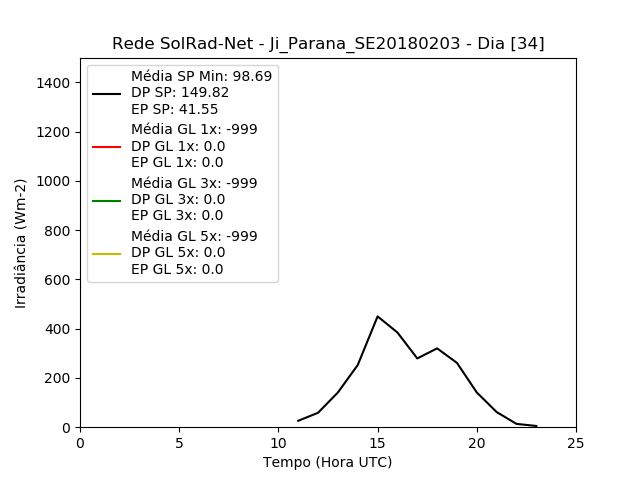 Rede SolRad-Net - Ji_Parana_SE20180203 - Dia [34]
Média SP Min: 98.69
DP SP: 149.82
EP SP: 41.55
Média GL 1x: -999
DP GL 1x: 0.0
EP GL 1x: 0.0
Média GL 3x: -999
DP GL 3x: 0.0
EP GL 3x: 0.0
Média GL 5x: -999
DP GL 5x: 0.0
EP GL 5x: 0.0
Irradiância (Wm-2)
1400
1200
1000
800
600
400
200
0
0 5 10 15 20 25
Tempo (Hora UTC)